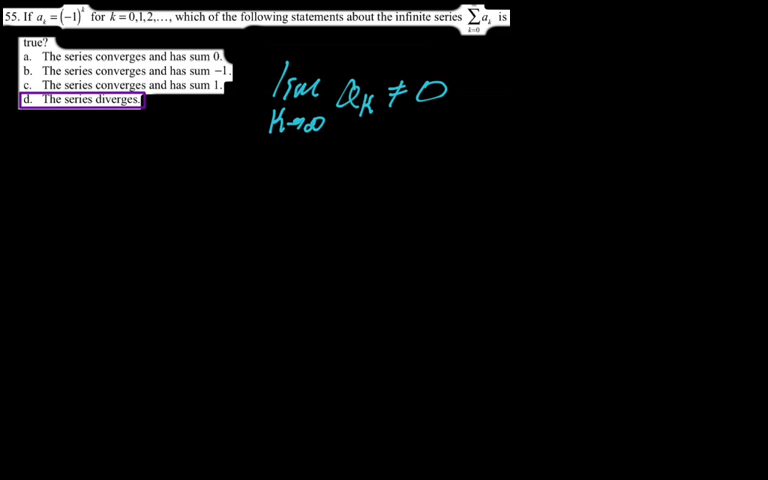 55. If aₖ = (−1)ᵏ for k = 0,1,2,..., which of the following statements about the infinite series ∑ₖ₌₀ aₖ is
true?
a. The series converges and has sum 0.
b. The series converges and has sum −1.
c. The series converges and has sum 1.
d. The series diverges.
lim aₖ ≠ 0
K→∞